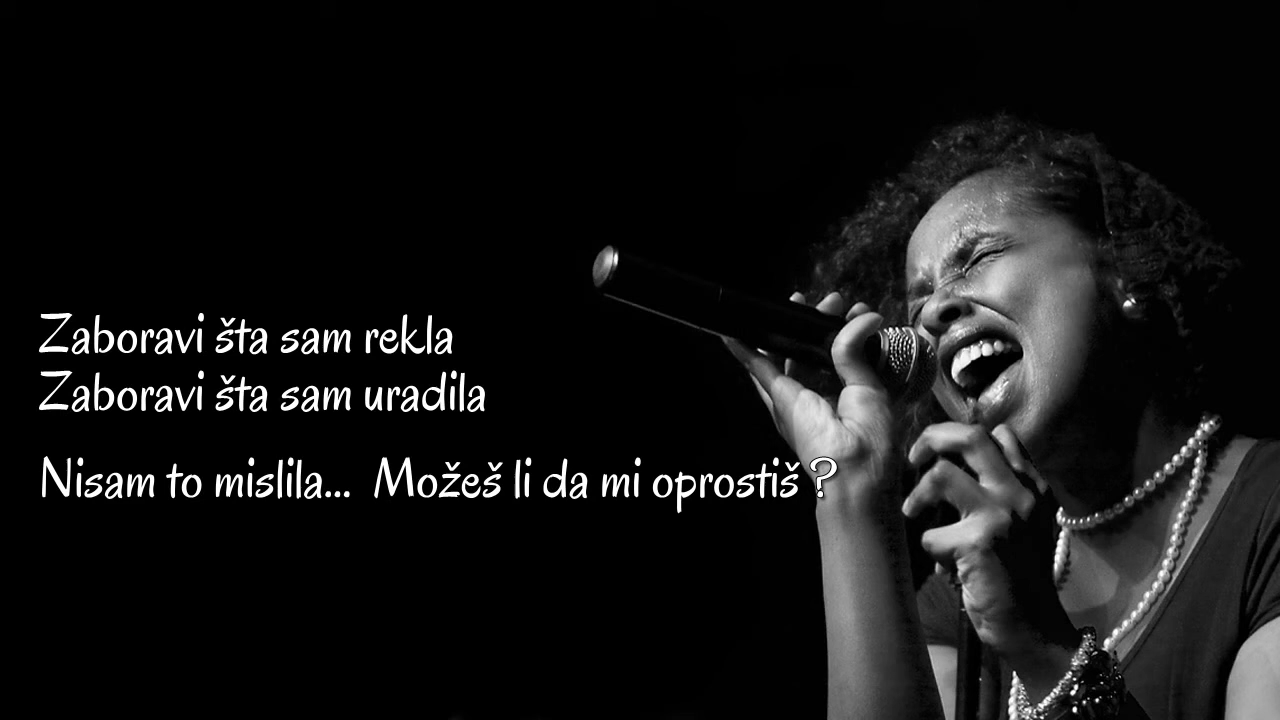 Zaboravi šta sam rekla
Zaboravi šta sam uradila
Nisam to mislila... Možeš li da mi oprostiš ?